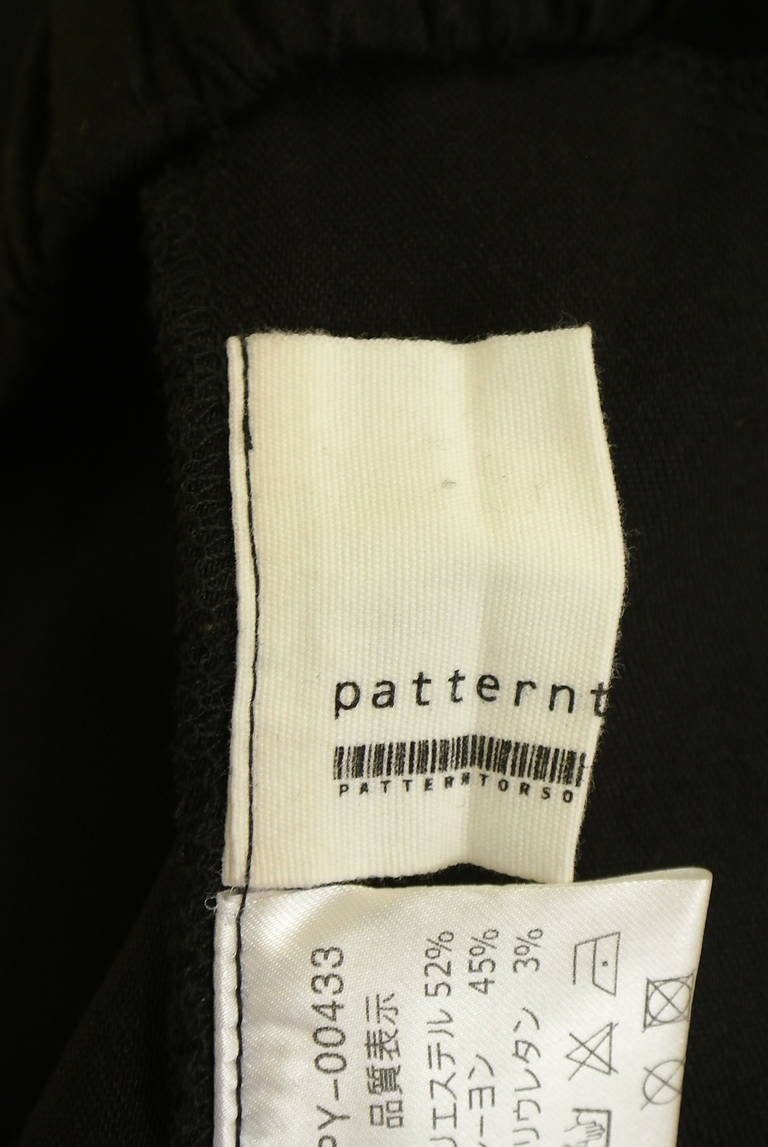 patternt
PATTERNTORSO
PY-00433
品質表示
リエステル 52%
ーヨン 45%
リウレタン 3%